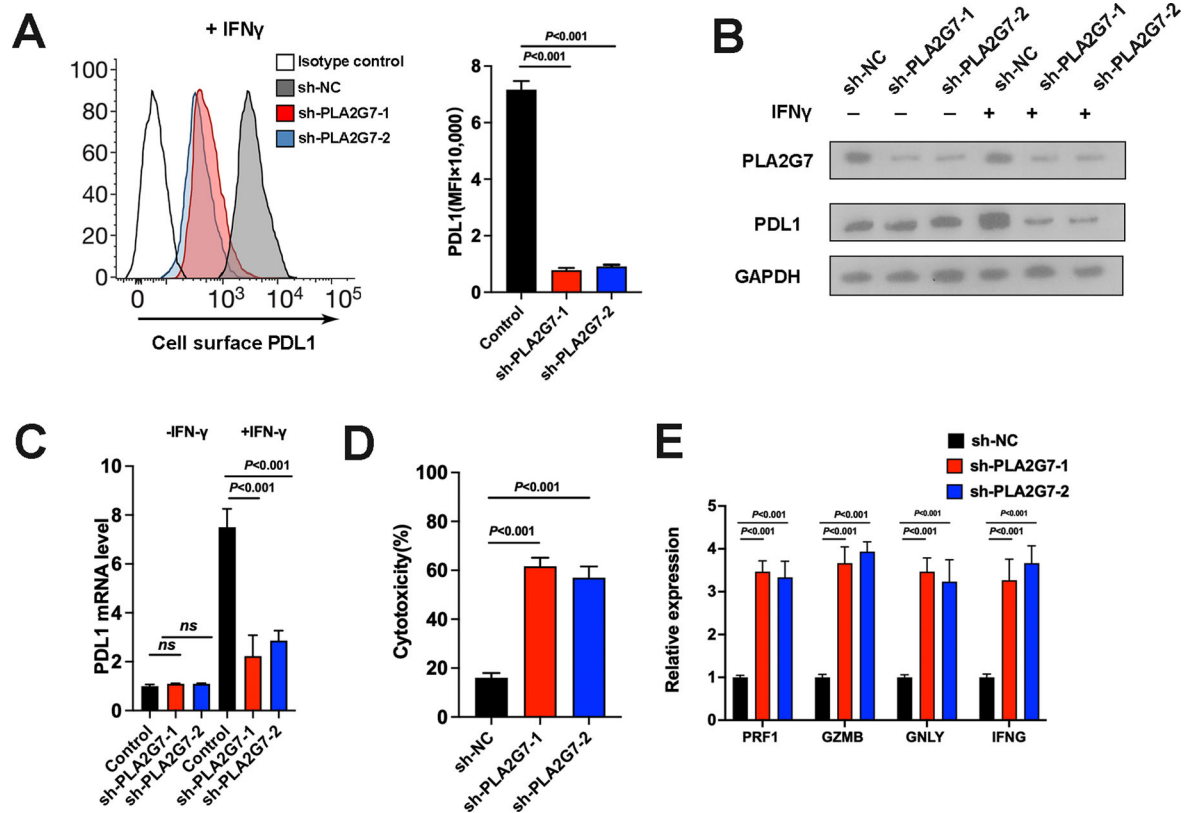 A
+ IFNγ
Isotype control
sh-NC
sh-PLA2G7-1
sh-PLA2G7-2
100
80
60
40
20
0
0
10³
10⁴
10⁵
Cell surface PDL1
P<0.001
P<0.001
PDL1(MFI×10,000
8
6
4
2
0
Control
sh-PLA2G7-1
sh-PLA2G7-2
B
sh-NC
sh-PLA2G7-1
sh-PLA2G7-2
sh-NC
sh-PLA2G7-1
sh-PLA2G7-2
IFNγ − − − + + +
PLA2G7
PDL1
GAPDH
C
-IFN-γ +IFN-γ
P<0.001
P<0.001
ns
ns
PDL1 mRNA level
10
8
6
4
2
0
Control
sh-PLA2G7-1
sh-PLA2G7-2
Control
sh-PLA2G7-1
sh-PLA2G7-2
D
P<0.001
P<0.001
Cytotoxicity(%)
100
80
60
40
20
0
sh-NC
sh-PLA2G7-1
sh-PLA2G7-2
E
sh-NC
sh-PLA2G7-1
sh-PLA2G7-2
P<0.001 P<0.001 P<0.001 P<0.001
P<0.001 P<0.001 P<0.001 P<0.001
Relative expression
5
4
3
2
1
0
PRF1 GZMB GNLY IFNG